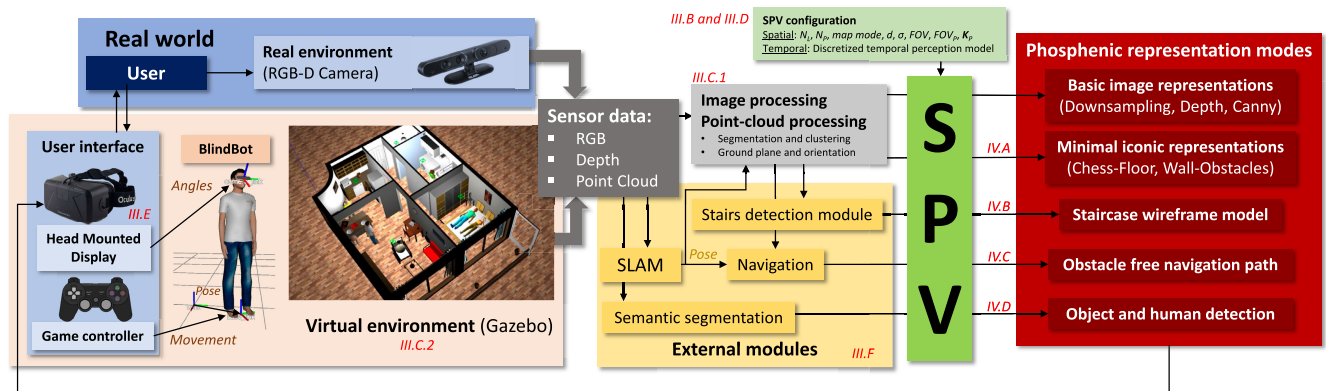 Real world
User
Real environment
(RGB-D Camera)
User interface
III.E
Head Mounted
Display
Game controller
BlindBot
Angles
Pose
Movement
Virtual environment (Gazebo)
III.C.2
Sensor data:
▪ RGB
▪ Depth
▪ Point Cloud
III.B and III.D
SPV configuration
Spatial: N_L, N_P, map mode, d, σ, FOV, FOV_P, K_P
Temporal: Discretized temporal perception model
III.C.1
Image processing
Point-cloud processing
• Segmentation and clustering
• Ground plane and orientation
Stairs detection module
SLAM
Pose
Navigation
Semantic segmentation
External modules
III.F
S
P
V
IV.A
IV.B
IV.C
IV.D
Phosphenic representation modes
Basic image representations
(Downsampling, Depth, Canny)
Minimal iconic representations
(Chess-Floor, Wall-Obstacles)
Staircase wireframe model
Obstacle free navigation path
Object and human detection